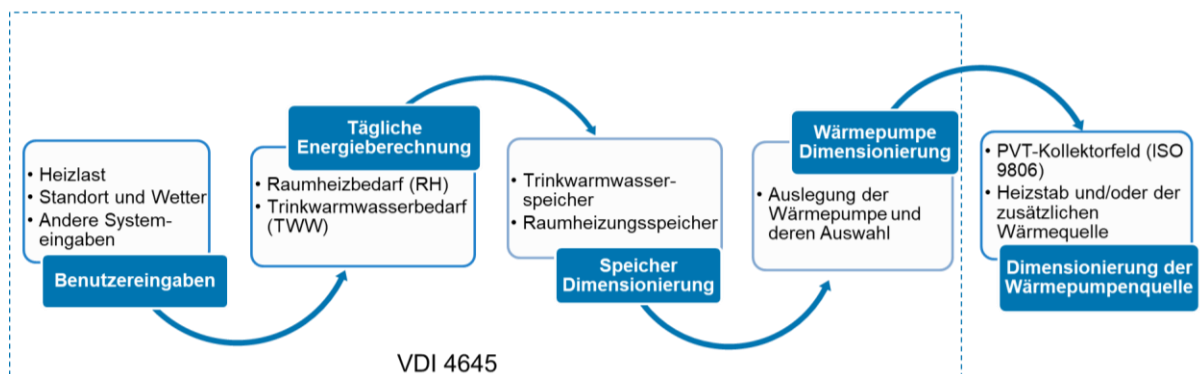 • Heizlast
• Standort und Wetter
• Andere System-
eingaben
Benutzereingaben
Tägliche
Energieberechnung
• Raumheizbedarf (RH)
• Trinkwarmwasserbedarf
(TWW)
• Trinkwarmwasser-
speicher
• Raumheizungsspeicher
Speicher
Dimensionierung
Wärmepumpe
Dimensionierung
• Auslegung der
Wärmepumpe und
deren Auswahl
• PVT-Kollektorfeld (ISO
9806)
• Heizstab und/oder der
zusätzlichen
Wärmequelle
Dimensionierung der
Wärmepumpenquelle
VDI 4645